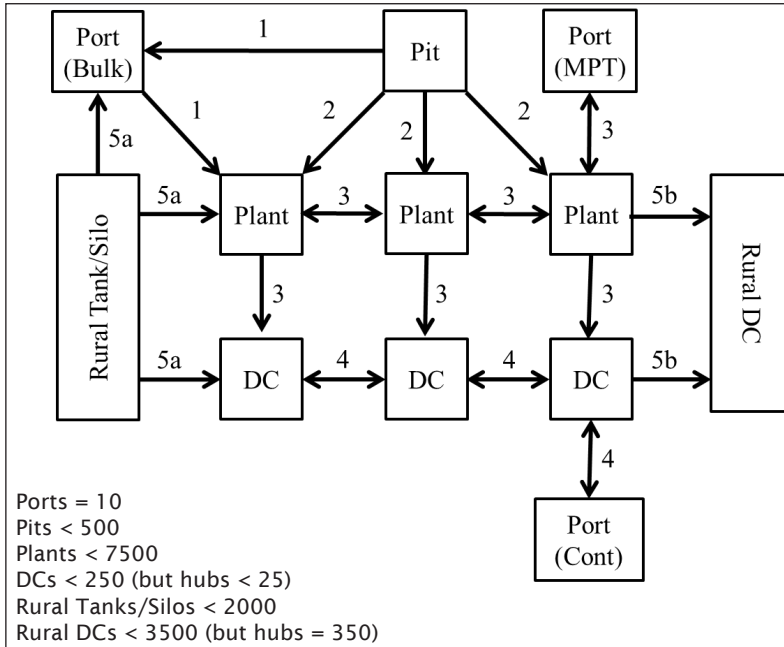 Port
(Bulk)
1
Pit
Port
(MPT)
5a
1
2
2
2
3
Rural Tank/Silo
5a
Plant
3
Plant
3
Plant
5b
Rural DC
3
3
3
5a
DC
4
DC
4
DC
5b
4
Port
(Cont)
Ports = 10
Pits < 500
Plants < 7500
DCs < 250 (but hubs < 25)
Rural Tanks/Silos < 2000
Rural DCs < 3500 (but hubs = 350)